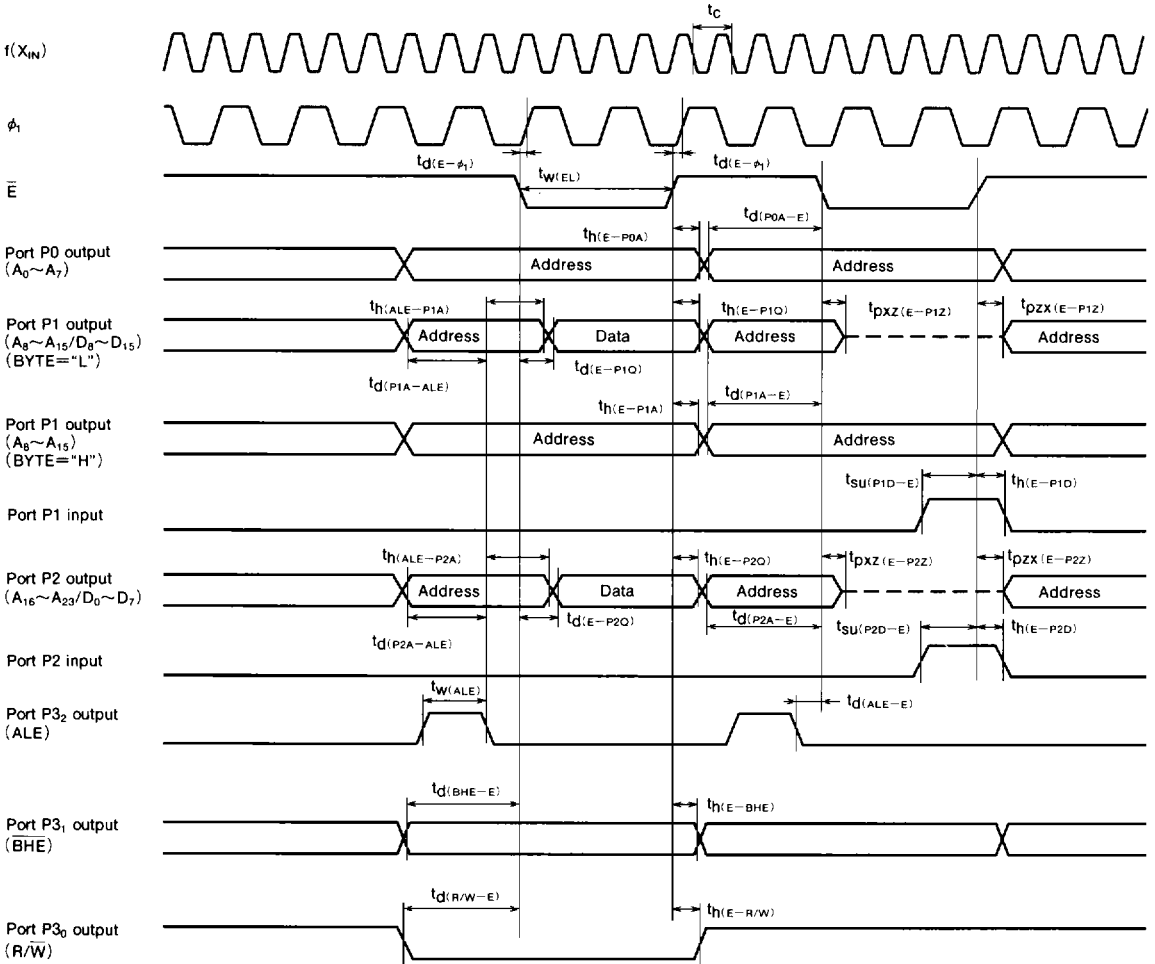 tC
f(XIN)
φ1
td(E−φ1) td(E−φ1)
tw(EL)
E̅
td(P0A−E)
th(E−P0A)
Port P0 output
(A0~A7)
Address Address
th(ALE−P1A) th(E−P1Q) tpxz(E−P1Z) tpzx(E−P1Z)
Port P1 output
(A8~A15/D8~D15)
(BYTE="L")
Address Data Address Address
td(P1A−ALE) td(E−P1Q)
td(P1A−E)
th(E−P1A)
Port P1 output
(A8~A15)
(BYTE="H")
Address Address
tsu(P1D−E) th(E−P1D)
Port P1 input
th(ALE−P2A) th(E−P2Q) tpxz(E−P2Z) tpzx(E−P2Z)
Port P2 output
(A16~A23/D0~D7)
Address Data Address Address
td(P2A−ALE) td(E−P2Q) td(P2A−E) tsu(P2D−E) th(E−P2D)
Port P2 input
tw(ALE)
Port P32 output
(ALE)
td(ALE−E)
td(BHE−E) th(E−BHE)
Port P31 output
(B̅H̅E̅)
td(R/W−E) th(E−R/W)
Port P30 output
(R/W̅)